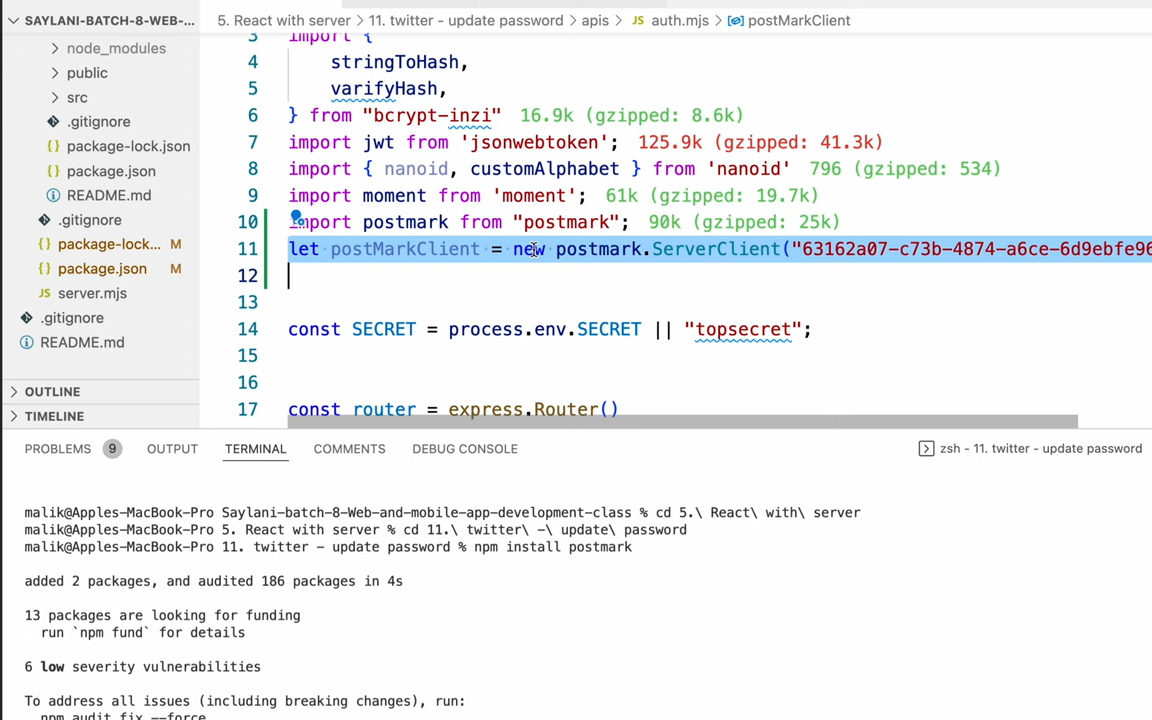 SAYLANI-BATCH-8-WEB-...
node_modules
public
src
.gitignore
package-lock.json
package.json
README.md
.gitignore
package-lock... M
package.json M
server.mjs
.gitignore
README.md
OUTLINE
TIMELINE
5. React with server > 11. twitter - update password > apis > JS auth.mjs > postMarkClient
3 import {
4 stringToHash,
5 varifyHash,
6 } from "bcrypt-inzi" 16.9k (gzipped: 8.6k)
7 import jwt from 'jsonwebtoken'; 125.9k (gzipped: 41.3k)
8 import { nanoid, customAlphabet } from 'nanoid' 796 (gzipped: 534)
9 import moment from 'moment'; 61k (gzipped: 19.7k)
10 import postmark from "postmark"; 90k (gzipped: 25k)
11 let postMarkClient = new postmark.ServerClient("63162a07-c73b-4874-a6ce-6d9ebfe96
12
13
14 const SECRET = process.env.SECRET || "topsecret";
15
16
17 const router = express.Router()
PROBLEMS 9 OUTPUT TERMINAL COMMENTS DEBUG CONSOLE zsh - 11. twitter - update password
malik@Apples-MacBook-Pro Saylani-batch-8-Web-and-mobile-app-development-class % cd 5.\ React\ with\ server
malik@Apples-MacBook-Pro 5. React with server % cd 11.\ twitter\ -\ update\ password
malik@Apples-MacBook-Pro 11. twitter - update password % npm install postmark
added 2 packages, and audited 186 packages in 4s
13 packages are looking for funding
run `npm fund` for details
6 low severity vulnerabilities
To address all issues (including breaking changes), run:
npm audit fix --force